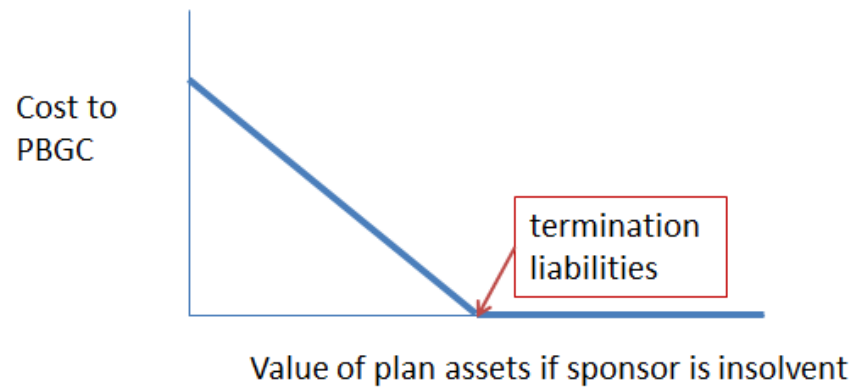 Cost to
PBGC
termination
liabilities
Value of plan assets if sponsor is insolvent